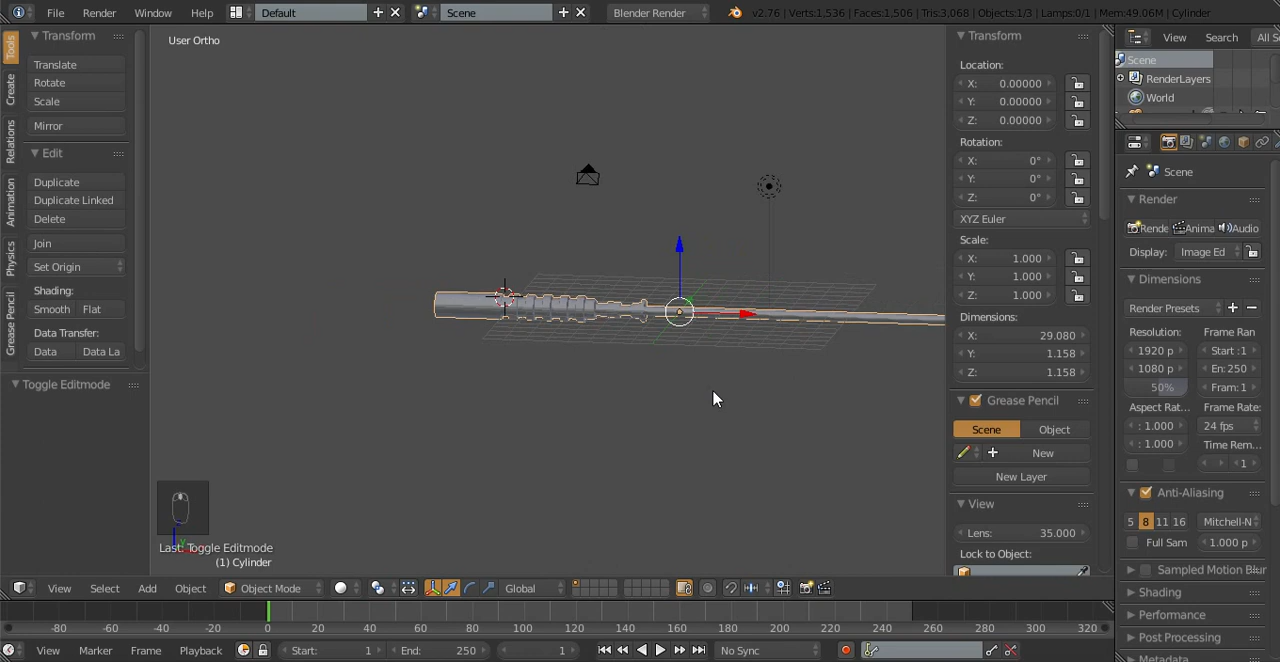 File Render Window Help Default Scene Blender Render v2.76 | Verts:1,536 | Faces:1,506 | Tris:3,068 | Objects:1/3 | Lamps:0/1 | Mem:49.06M | Cylinder
Tools
Create
Relations
Animation
Physics
Grease Pencil
Transform
Translate
Rotate
Scale
Mirror
Edit
Duplicate
Duplicate Linked
Delete
Join
Set Origin
Shading:
Smooth Flat
Data Transfer:
Data Data La
Toggle Editmode
User Ortho
Last: Toggle Editmode
(1) Cylinder
Transform
Location:
X: 0.00000
Y: 0.00000
Z: 0.00000
Rotation:
X: 0°
Y: 0°
Z: 0°
XYZ Euler
Scale:
X: 1.000
Y: 1.000
Z: 1.000
Dimensions:
X: 29.080
Y: 1.158
Z: 1.158
Grease Pencil
Scene Object
New
New Layer
View
Lens: 35.000
Lock to Object:
View Search All S
Scene
RenderLayers
World
Scene
Render
Rende Anima Audio
Display: Image Ed
Dimensions
Render Presets
Resolution: Frame Ran
1920 p Start :1
1080 p En: 250
50% Fram: 1
Aspect Rat... Frame Rate:
: 1.000 24 fps
: 1.000 Time Rem...
1
Anti-Aliasing
5 8 11 16 Mitchell-N
Full Sam 1.000 p
Sampled Motion Blur
Shading
Performance
Post Processing
Metadata
View Select Add Object Object Mode Global
-80 -60 -40 -20 0 20 40 60 80 100 120 140 160 180 200 220 240 260 280 300 320
View Marker Frame Playback Start: 1 End: 250 1 No Sync